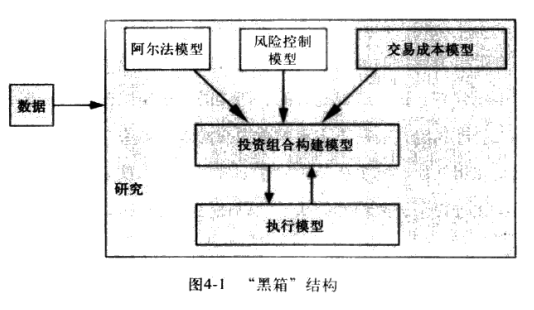 阿尔法模型
风险控制
模型
交易成本模型
数据
投资组合构建模型
研究
执行模型
图4-1 “黑箱”结构